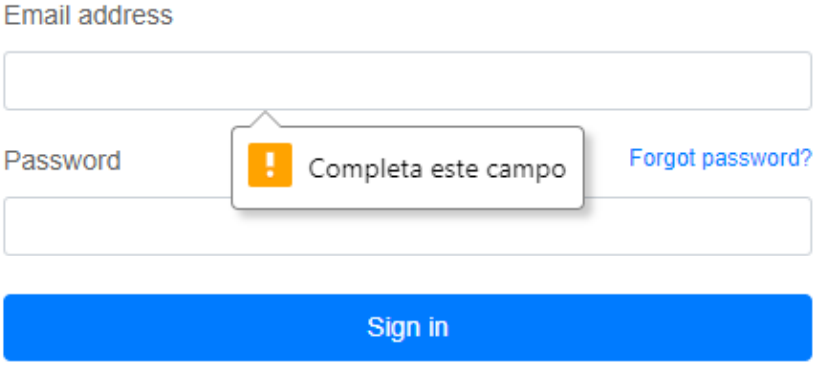 Email address
Password
Completa este campo
Forgot password?
Sign in